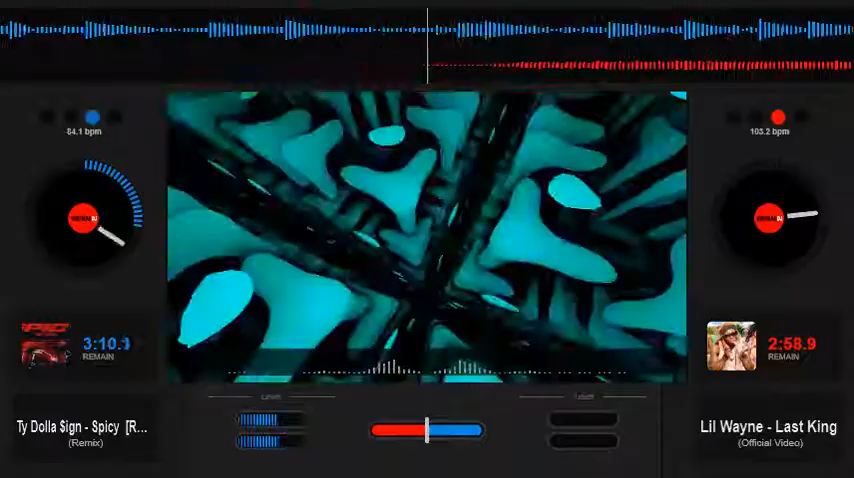 84.1 bpm
103.2 bpm
3:10.
REMAIN
2:58.9
REMAIN
Level
Ty Dolla $ign - Spicy [R...
(Remix)
Lil Wayne - Last King
(Official Video)